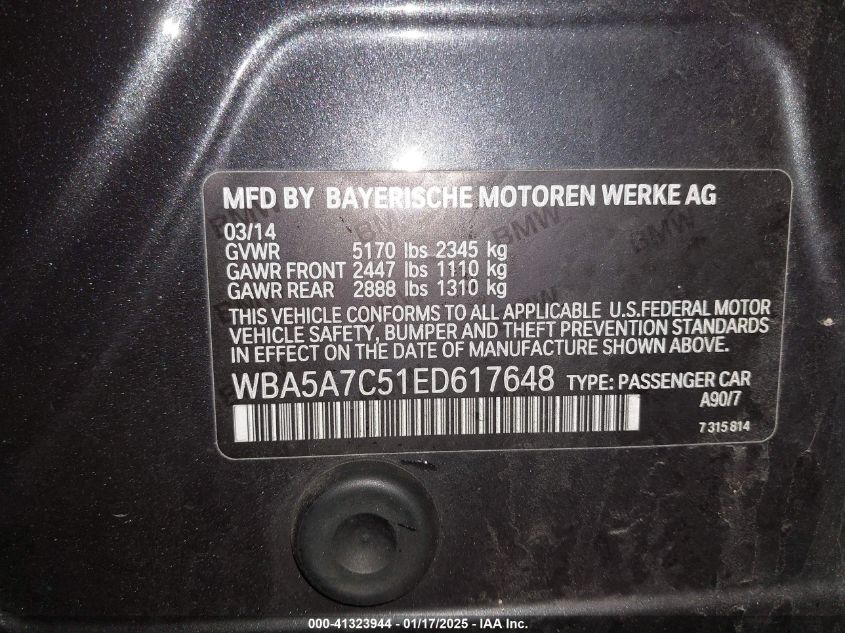 MFD BY BAYERISCHE MOTOREN WERKE AG
03/14
GVWR 5170 lbs 2345 kg
GAWR FRONT 2447 lbs 1110 kg
GAWR REAR 2888 lbs 1310 kg
THIS VEHICLE CONFORMS TO ALL APPLICABLE U.S.FEDERAL MOTOR
VEHICLE SAFETY, BUMPER AND THEFT PREVENTION STANDARDS
IN EFFECT ON THE DATE OF MANUFACTURE SHOWN ABOVE.
WBA5A7C51ED617648 TYPE: PASSENGER CAR
A90/7
7 315 814
BMW BMW BMW
000-41323944 - 01/17/2025 - IAA Inc.